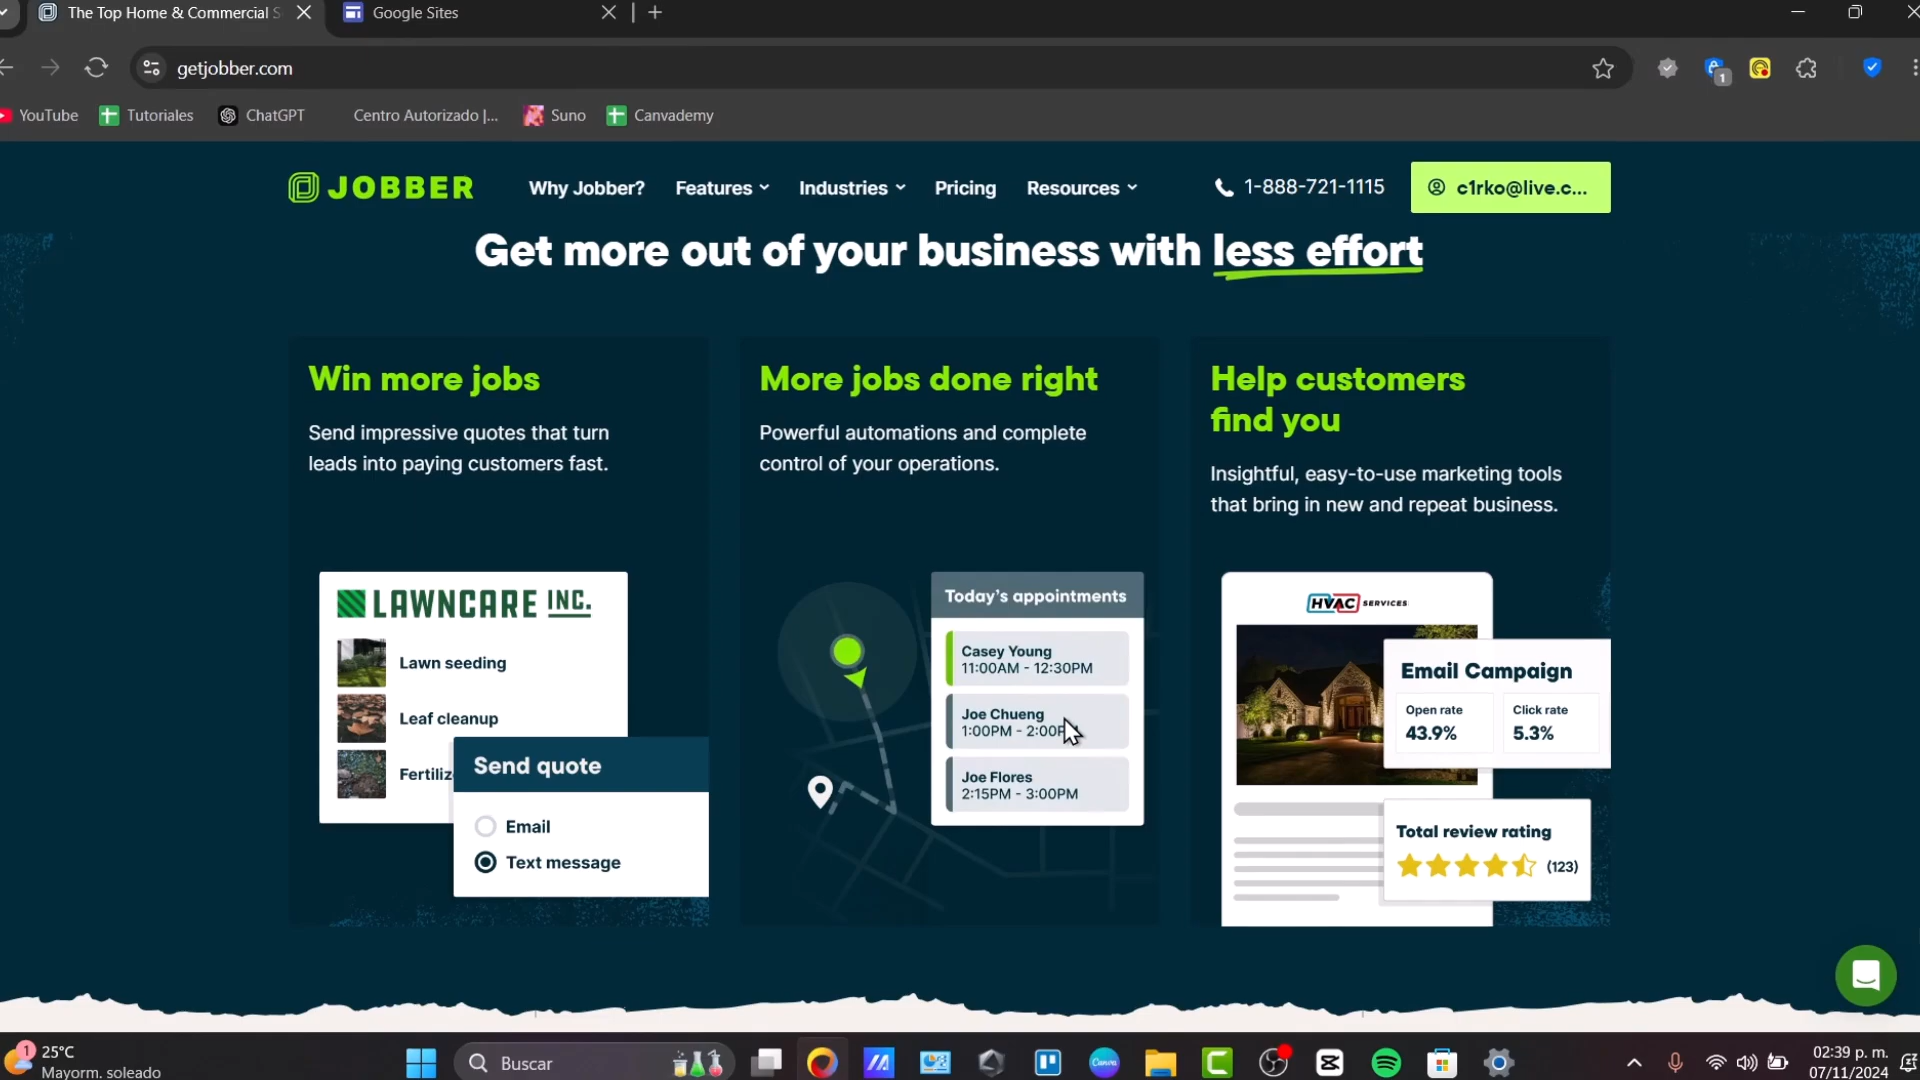 The Top Home & Commercial S
Google Sites
getjobber.com
1
YouTube
Tutoriales
ChatGPT
Centro Autorizado |...
Suno
Canvademy
JOBBER
Why Jobber?
Features
Industries
Pricing
Resources
1-888-721-1115
c1rko@live.c...
Get more out of your business with less effort
Win more jobs
Send impressive quotes that turn
leads into paying customers fast.
LAWNCARE INC.
Lawn seeding
Leaf cleanup
Fertiliz
Send quote
Email
Text message
More jobs done right
Powerful automations and complete
control of your operations.
Today's appointments
Casey Young
11:00AM - 12:30PM
Joe Chueng
1:00PM - 2:00P
Joe Flores
2:15PM - 3:00PM
Help customers
find you
Insightful, easy-to-use marketing tools
that bring in new and repeat business.
HVAC SERVICES
Email Campaign
Open rate
43.9%
Click rate
5.3%
Total review rating
(123)
1
25°C
Mayorm. soleado
Buscar
Canva
02:39 p. m.
07/11/2024